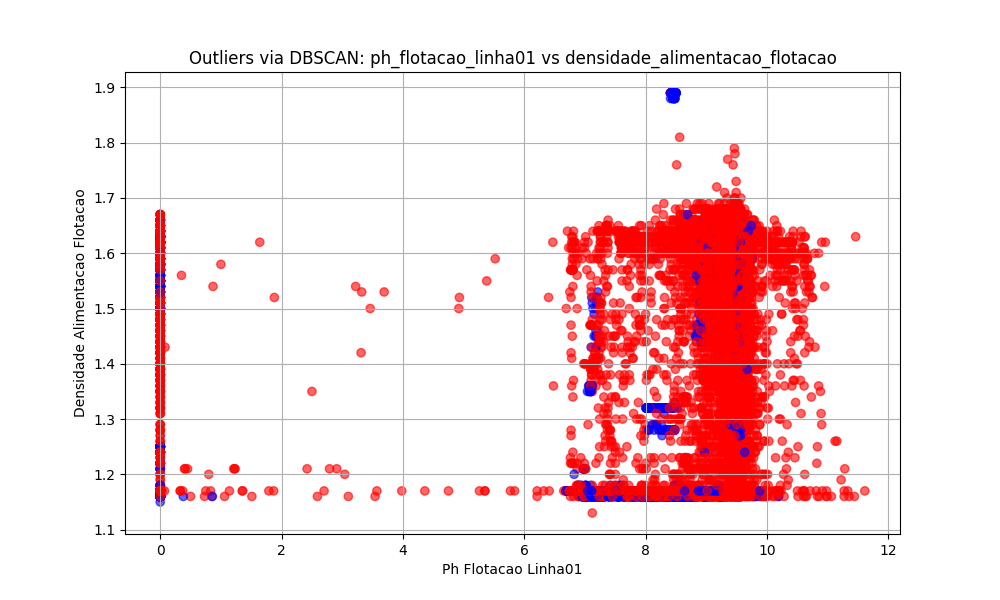 Outliers via DBSCAN: ph_flotacao_linha01 vs densidade_alimentacao_flotacao
Densidade Alimentacao Flotacao
1.9
1.8
1.7
1.6
1.5
1.4
1.3
1.2
1.1
0 2 4 6 8 10 12
Ph Flotacao Linha01